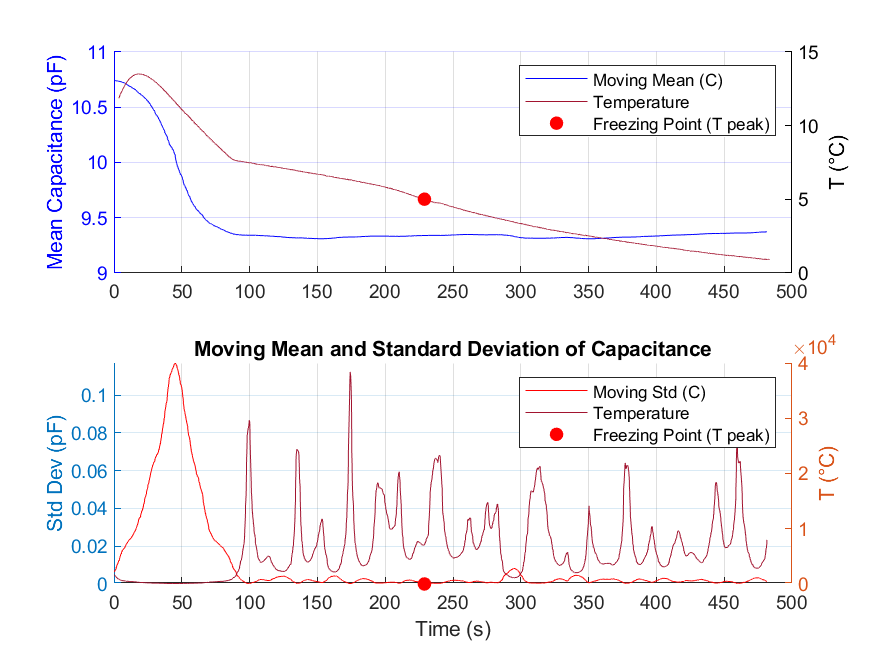 11
10.5
10
9.5
9
Mean Capacitance (pF)
15
10
5
0
T (°C)
Moving Mean (C)
Temperature
Freezing Point (T peak)
0 50 100 150 200 250 300 350 400 450 500
Moving Mean and Standard Deviation of Capacitance
×10^4
0.1
0.08
0.06
0.04
0.02
0
Std Dev (pF)
4
3
2
1
0
T (°C)
Moving Std (C)
Temperature
Freezing Point (T peak)
0 50 100 150 200 250 300 350 400 450 500
Time (s)